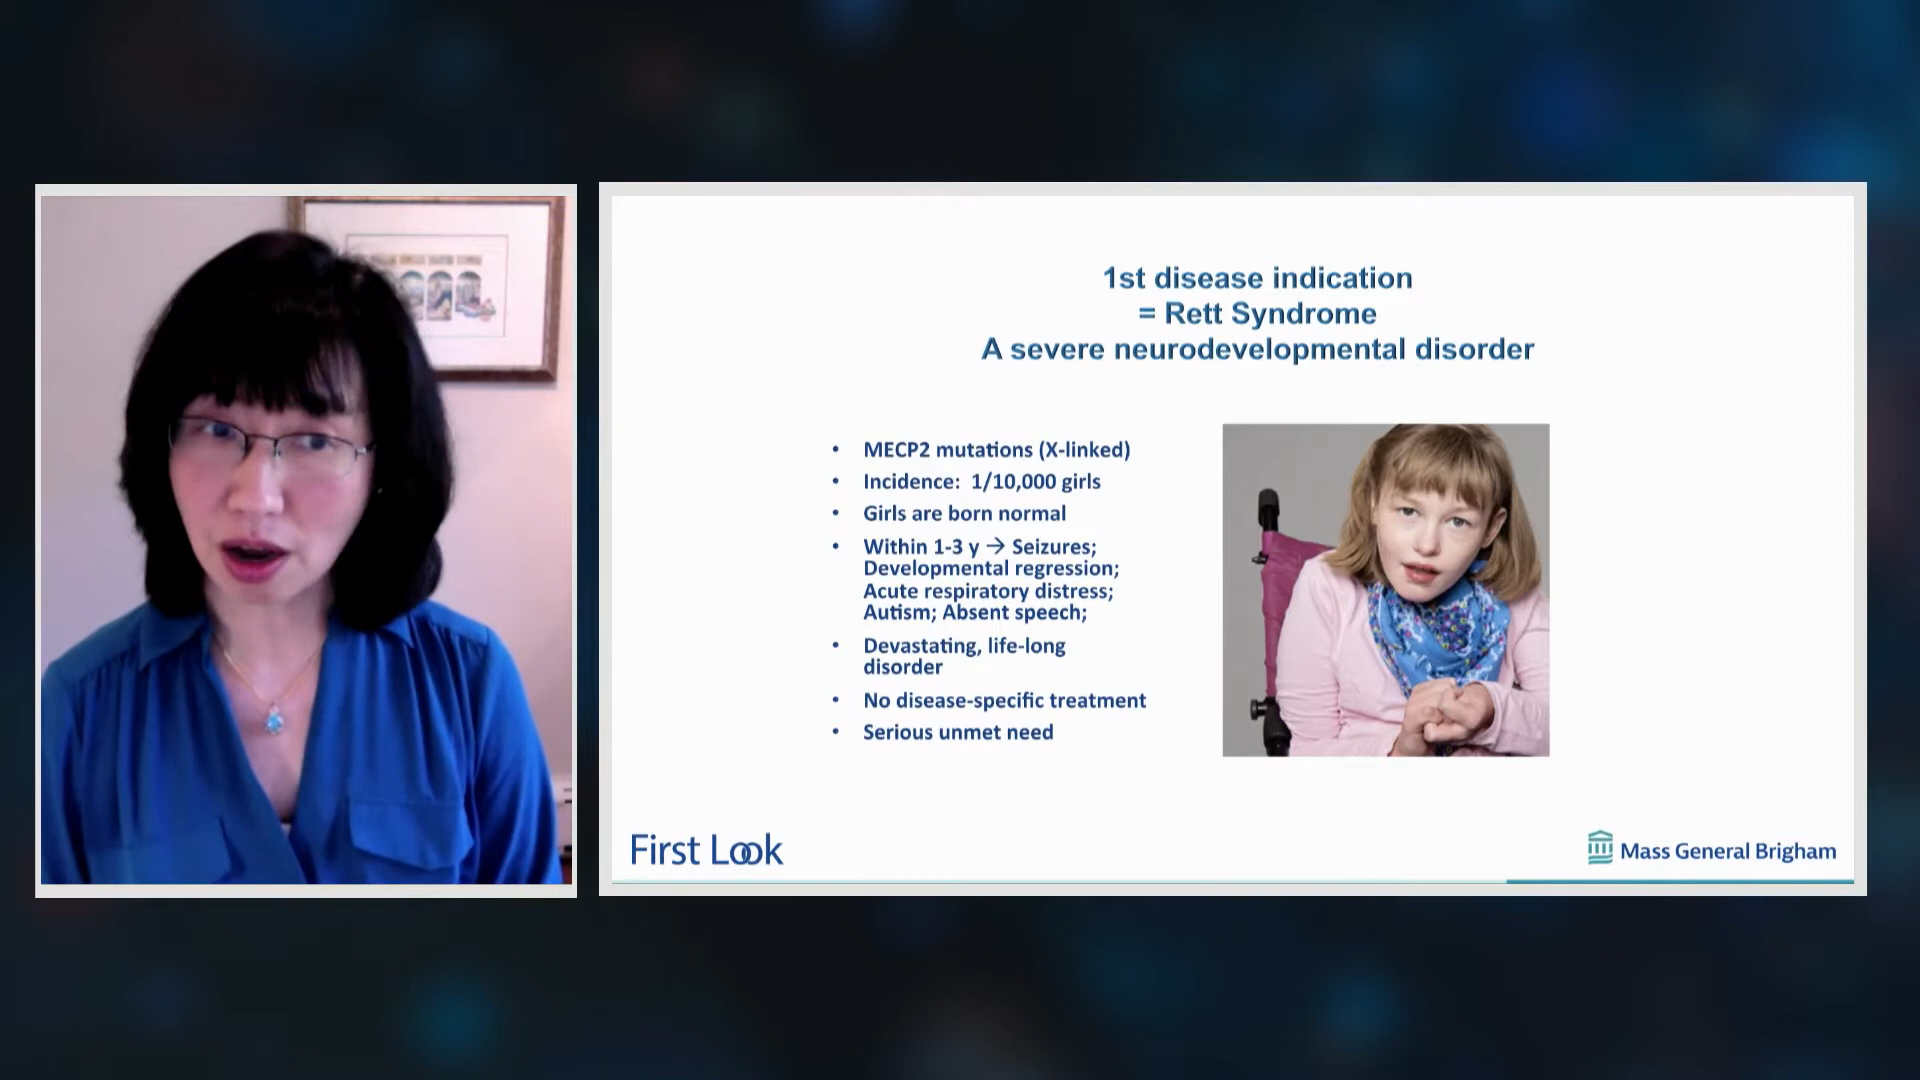 1st disease indication
= Rett Syndrome
A severe neurodevelopmental disorder
• MECP2 mutations (X-linked)
• Incidence: 1/10,000 girls
• Girls are born normal
• Within 1-3 y → Seizures;
Developmental regression;
Acute respiratory distress;
Autism; Absent speech;
• Devastating, life-long
disorder
• No disease-specific treatment
• Serious unmet need
First Look
Mass General Brigham